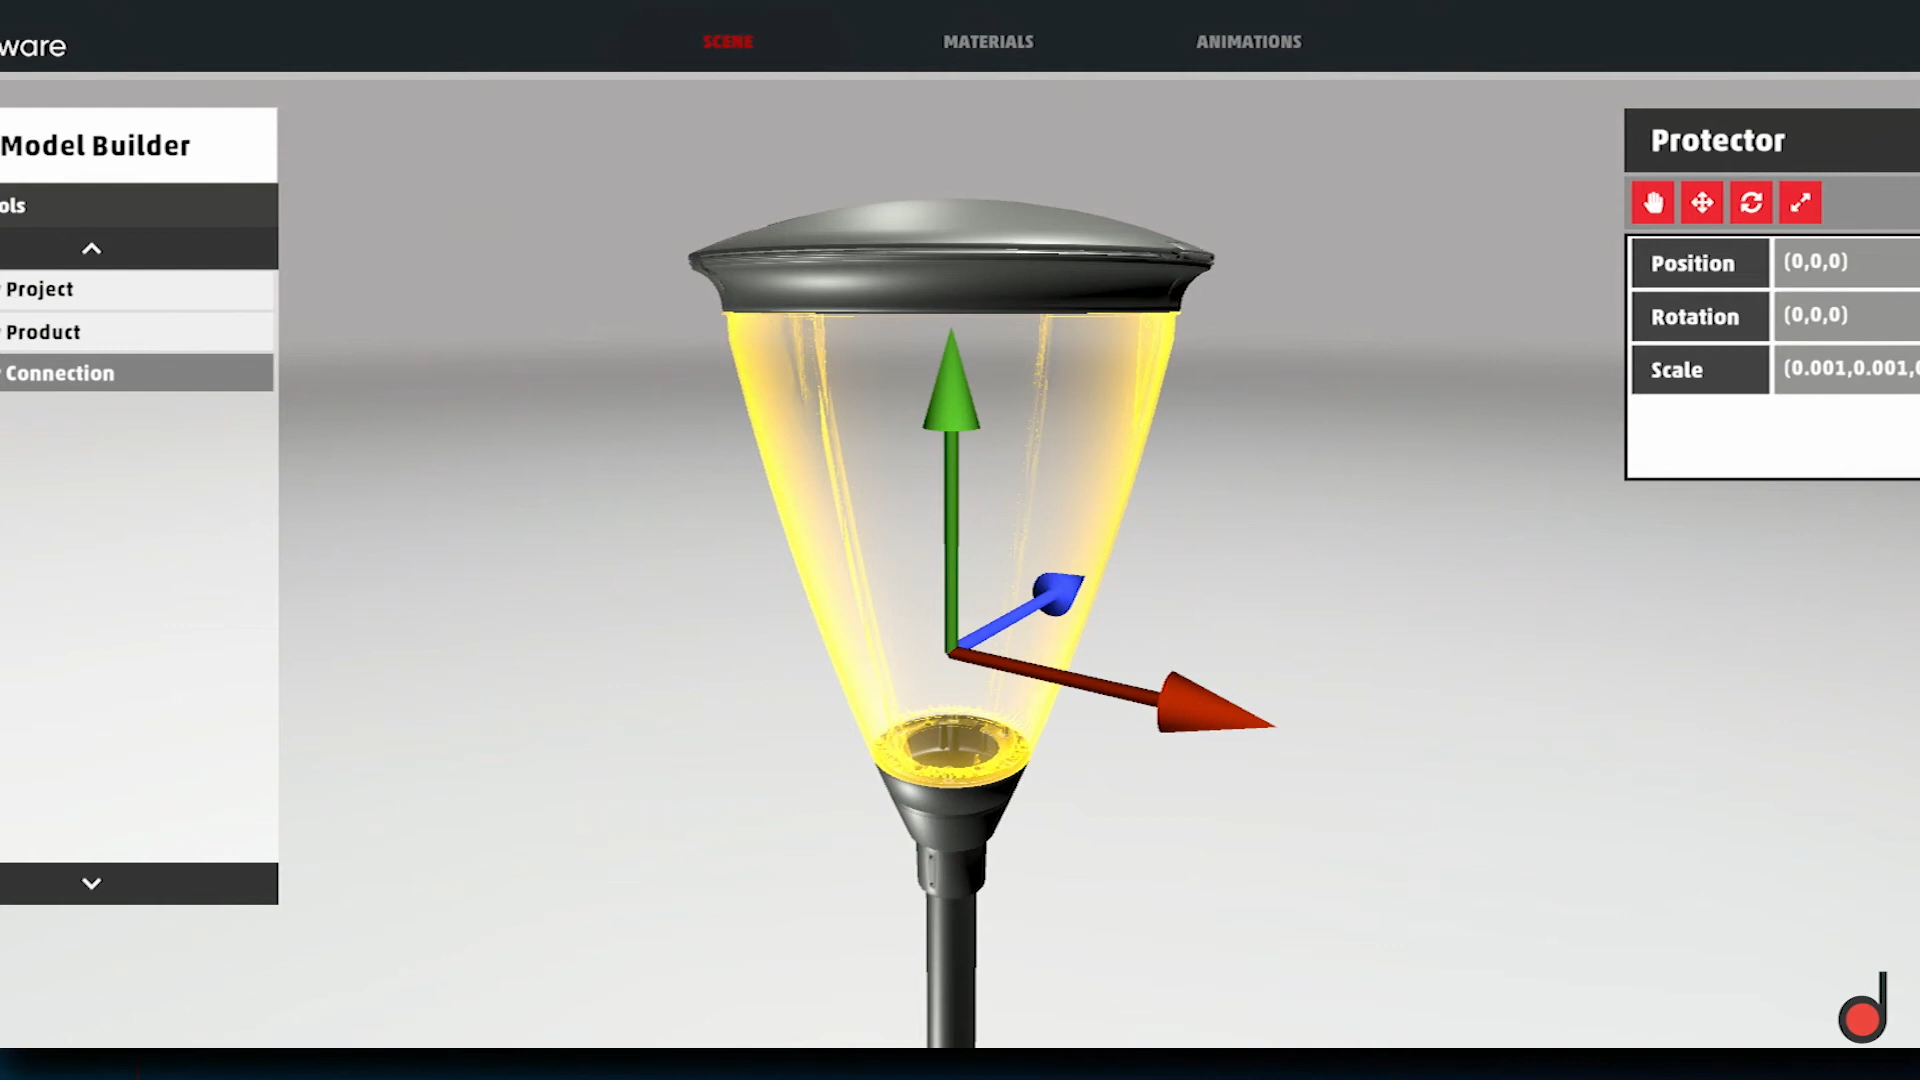 ware
SCENE
MATERIALS
ANIMATIONS
Model Builder
ols
Project
Product
Connection
Protector
Position
(0,0,0)
Rotation
(0,0,0)
Scale
(0.001,0.001,0